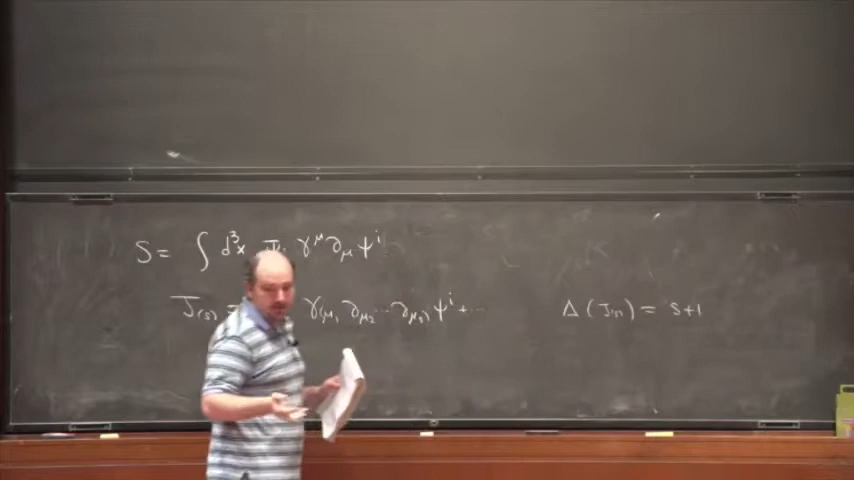 S = ∫ d³x ψ̄ᵢ γ^μ ∂_μ ψ^i
J_(s) = γ_(μ₁ ∂_μ₂ ⋯ ∂_μₛ) ψ^i + ⋯ Δ(J_(s)) = s+1